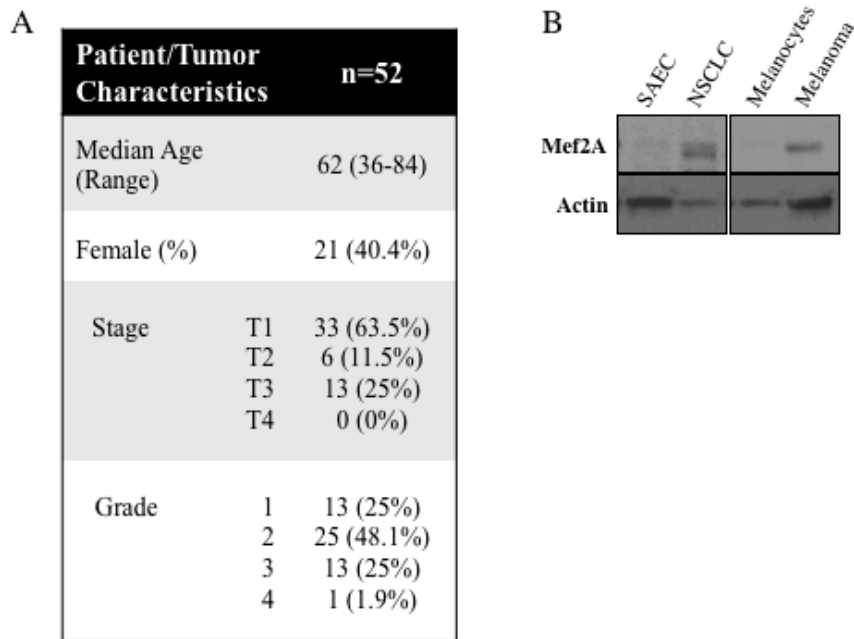 A
Patient/Tumor
Characteristics
n=52
Median Age
(Range)
62 (36-84)
Female (%)
21 (40.4%)
Stage
T1
33 (63.5%)
T2
6 (11.5%)
T3
13 (25%)
T4
0 (0%)
Grade
1
13 (25%)
2
25 (48.1%)
3
13 (25%)
4
1 (1.9%)
B
SAEC
NSCLC
Melanocytes
Melanoma
Mef2A
Actin